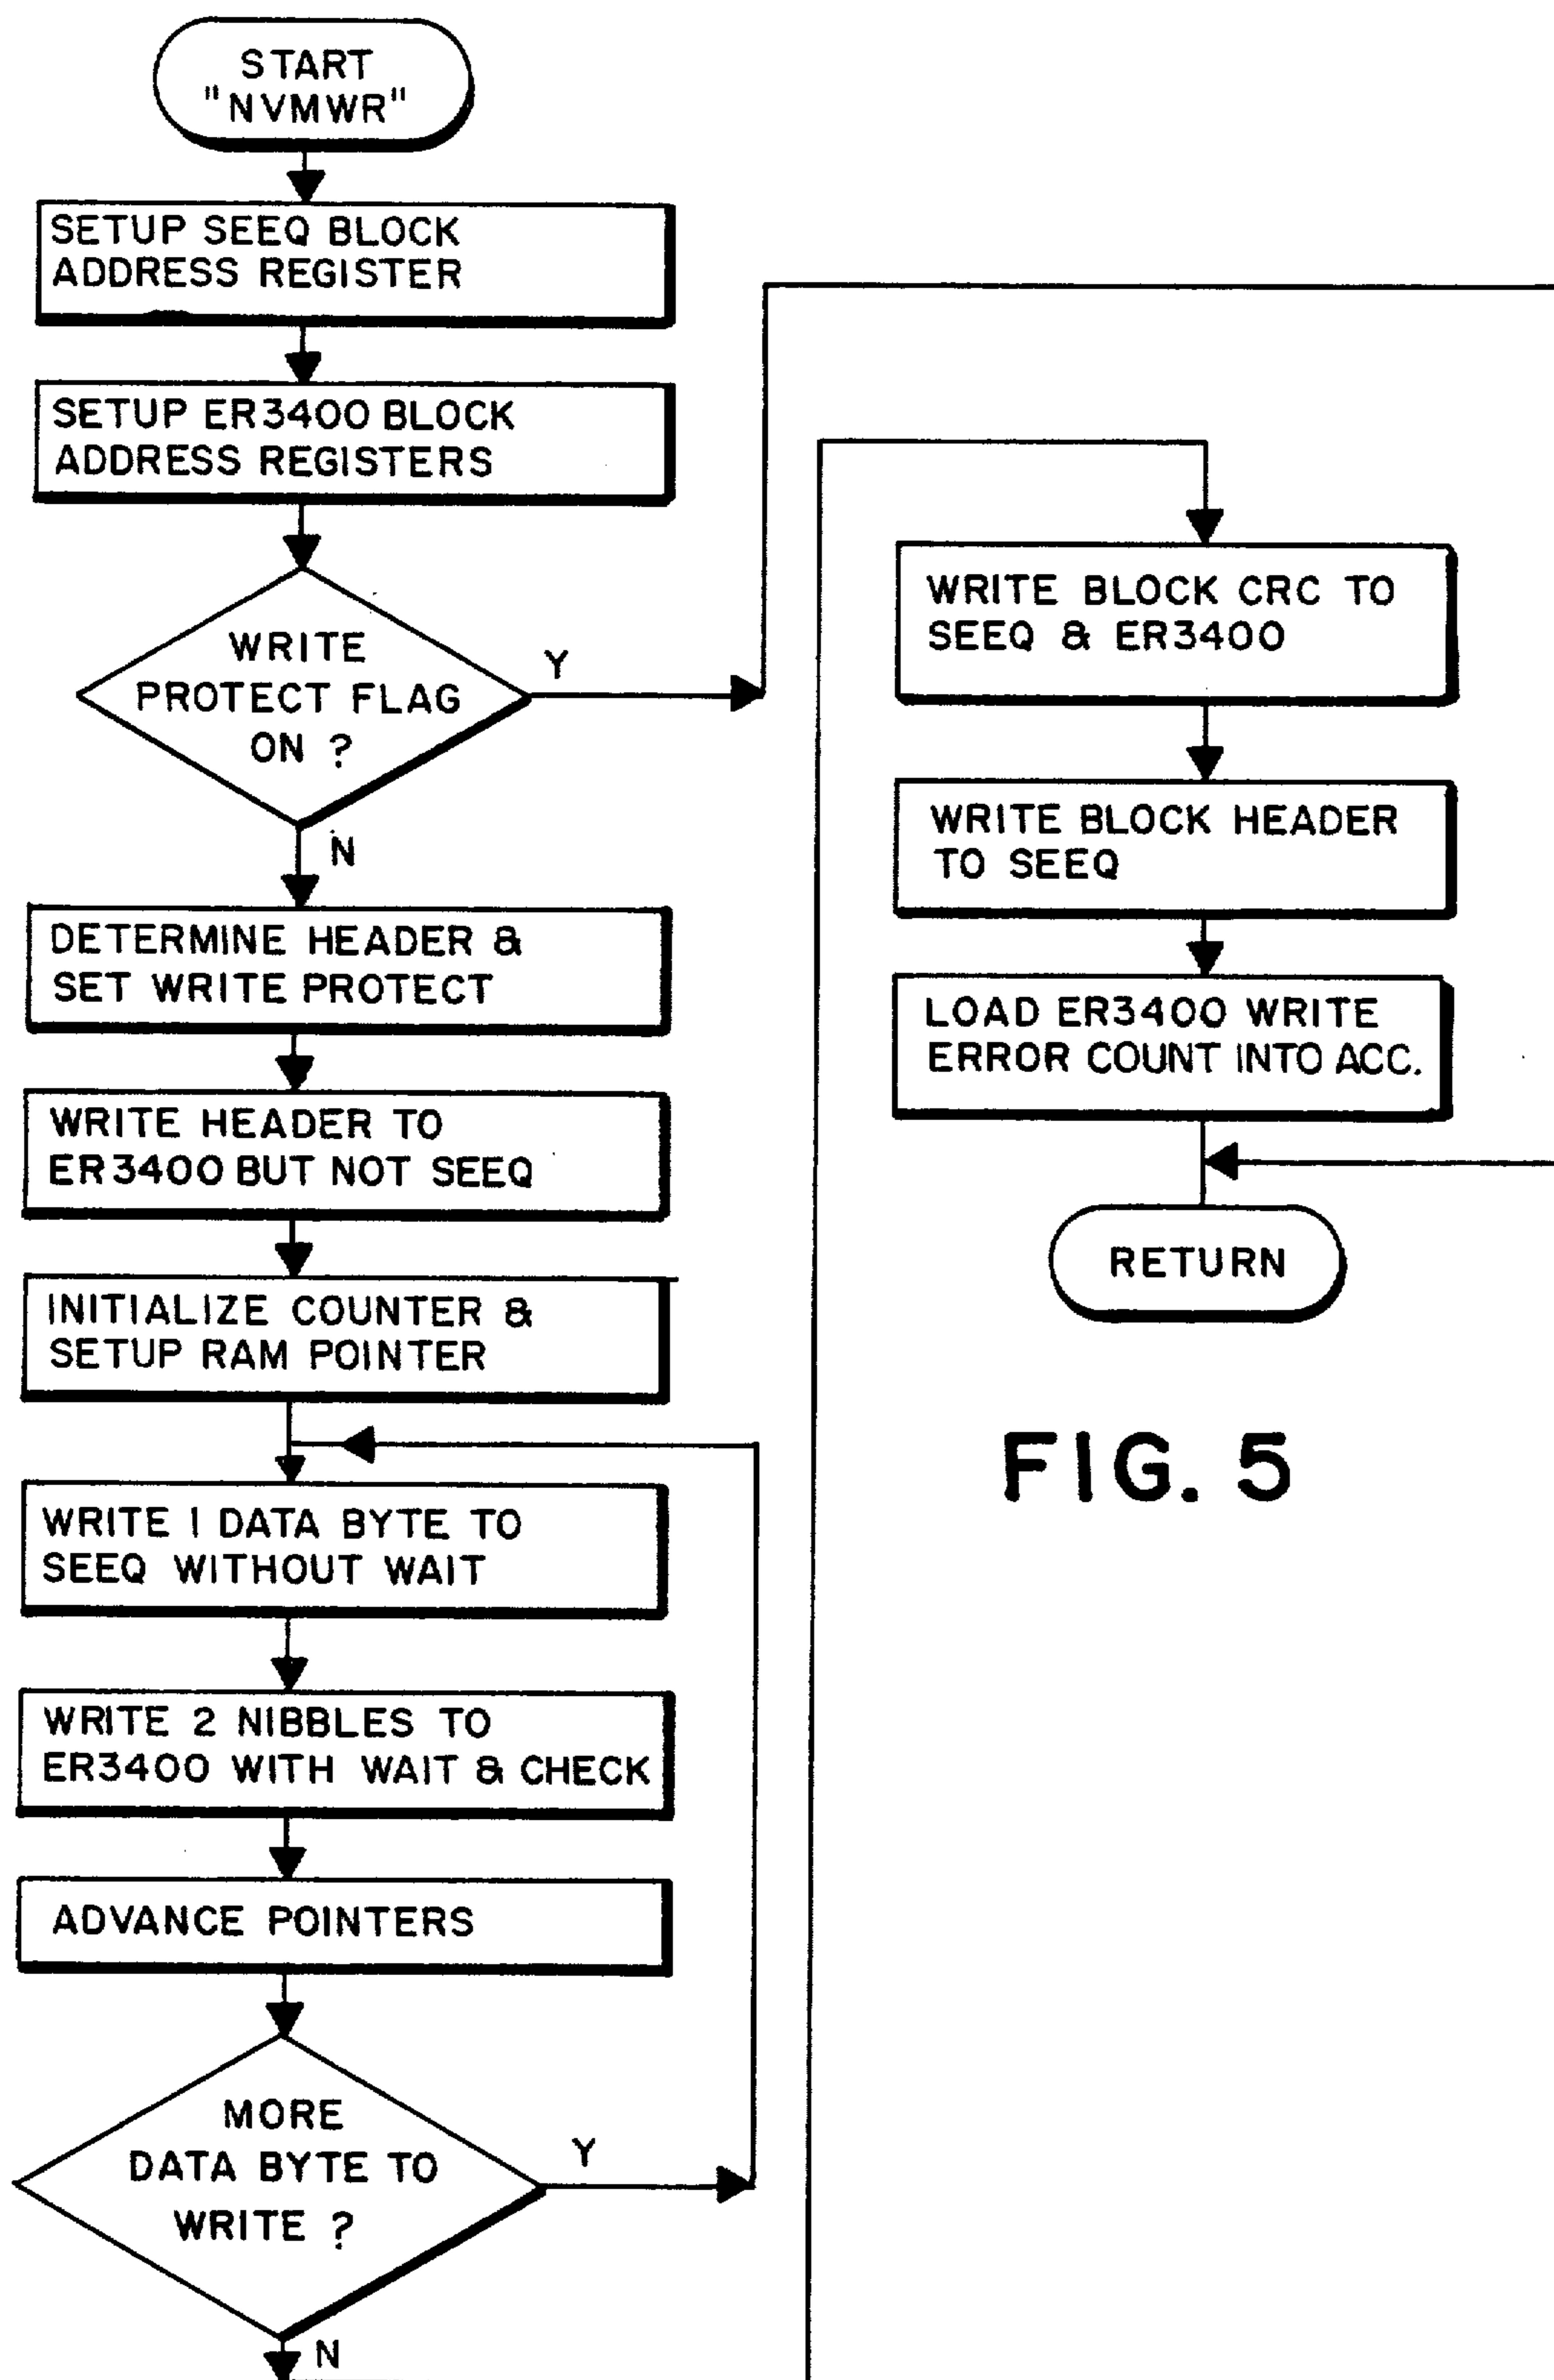 START
"NVMWR"
SETUP SEEQ BLOCK
ADDRESS REGISTER
SETUP ER3400 BLOCK
ADDRESS REGISTERS
WRITE
PROTECT FLAG
ON ?
Y
N
DETERMINE HEADER &
SET WRITE PROTECT
WRITE HEADER TO
ER3400 BUT NOT SEEQ
INITIALIZE COUNTER &
SETUP RAM POINTER
WRITE 1 DATA BYTE TO
SEEQ WITHOUT WAIT
WRITE 2 NIBBLES TO
ER3400 WITH WAIT & CHECK
ADVANCE POINTERS
MORE
DATA BYTE TO
WRITE ?
Y
N
WRITE BLOCK CRC TO
SEEQ & ER3400
WRITE BLOCK HEADER
TO SEEQ
LOAD ER3400 WRITE
ERROR COUNT INTO ACC.
RETURN
FIG. 5